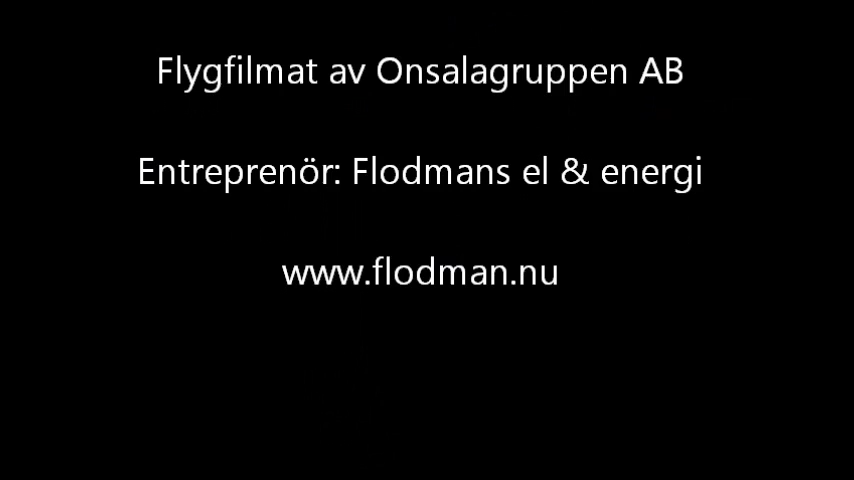 Flygfilmat av Onsalagruppen AB
Entreprenör: Flodmans el & energi
www.flodman.nu